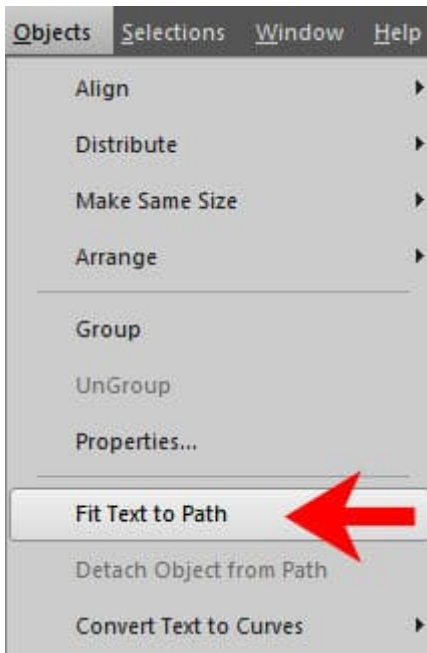 Objects Selections Window Help
Align
Distribute
Make Same Size
Arrange
Group
UnGroup
Properties...
Fit Text to Path
Detach Object from Path
Convert Text to Curves